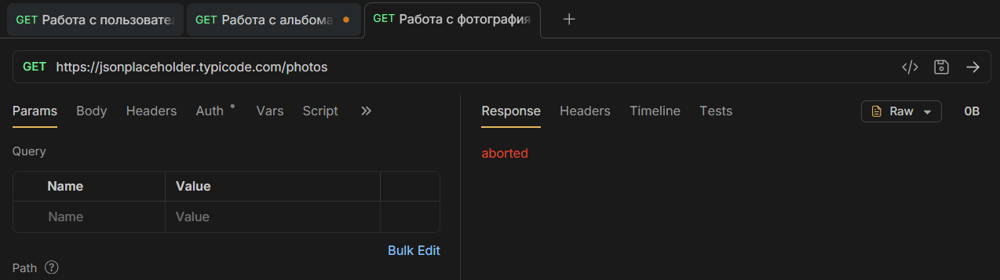 GET Работа с пользовател GET Работа с альбома GET Работа с фотография
GET https://jsonplaceholder.typicode.com/photos
Params Body Headers Auth Vars Script
Response Headers Timeline Tests Raw 0B
Query
aborted
Name Value
Name Value
Bulk Edit
Path ?